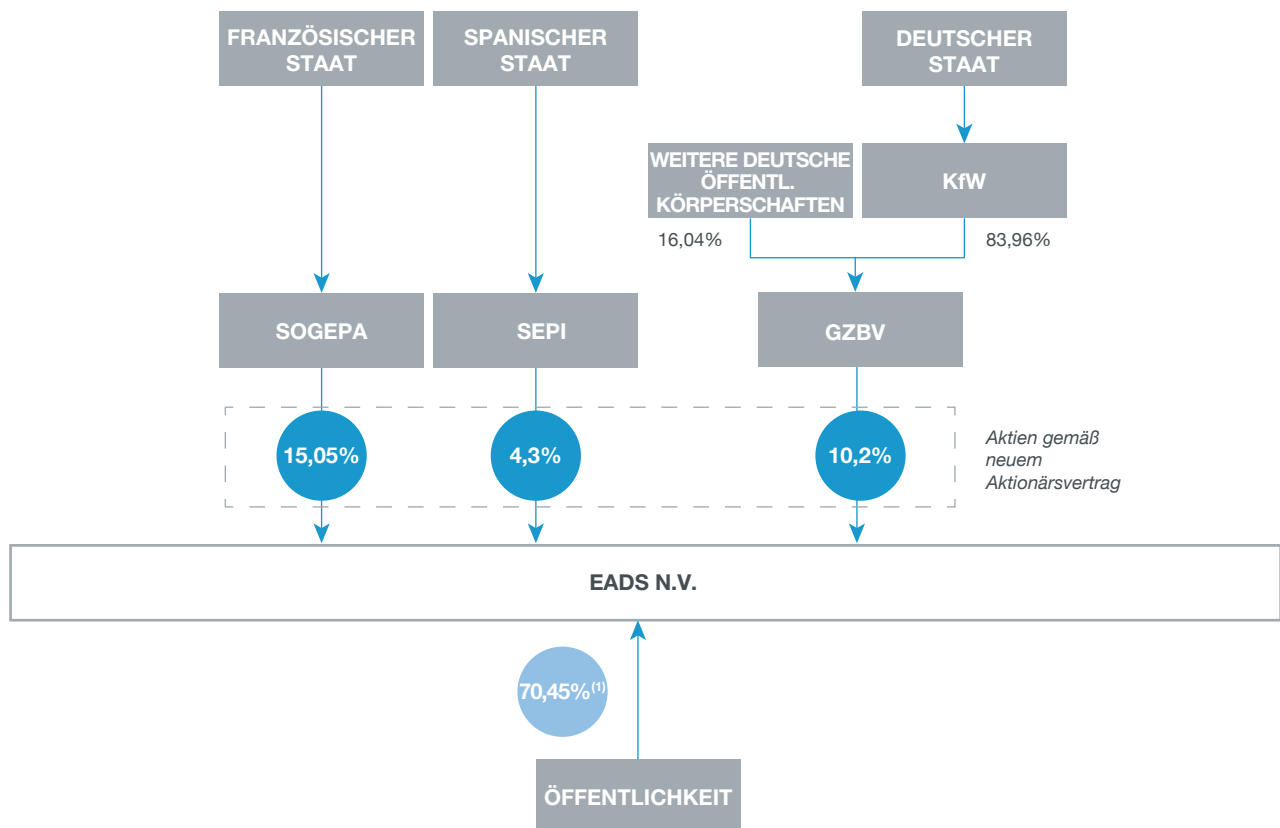 FRANZÖSISCHER
STAAT
SPANISCHER
STAAT
DEUTSCHER
STAAT
WEITERE DEUTSCHE
ÖFFENTL.
KÖRPERSCHAFTEN
KfW
16,04%
83,96%
SOGEPA
SEPI
GZBV
15,05%
4,3%
10,2%
Aktien gemäß
neuem
Aktionärsvertrag
EADS N.V.
70,45%(1)
ÖFFENTLICHKEIT